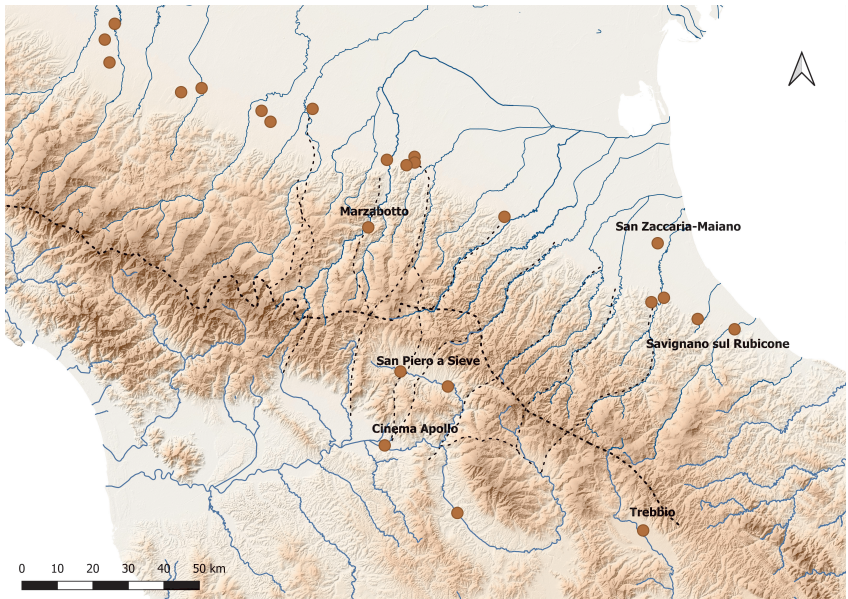 Marzabotto
San Zaccaria-Maiano
Savignano sul Rubicone
San Piero a Sieve
Cinema Apollo
Trebbio
0 10 20 30 40 50 km